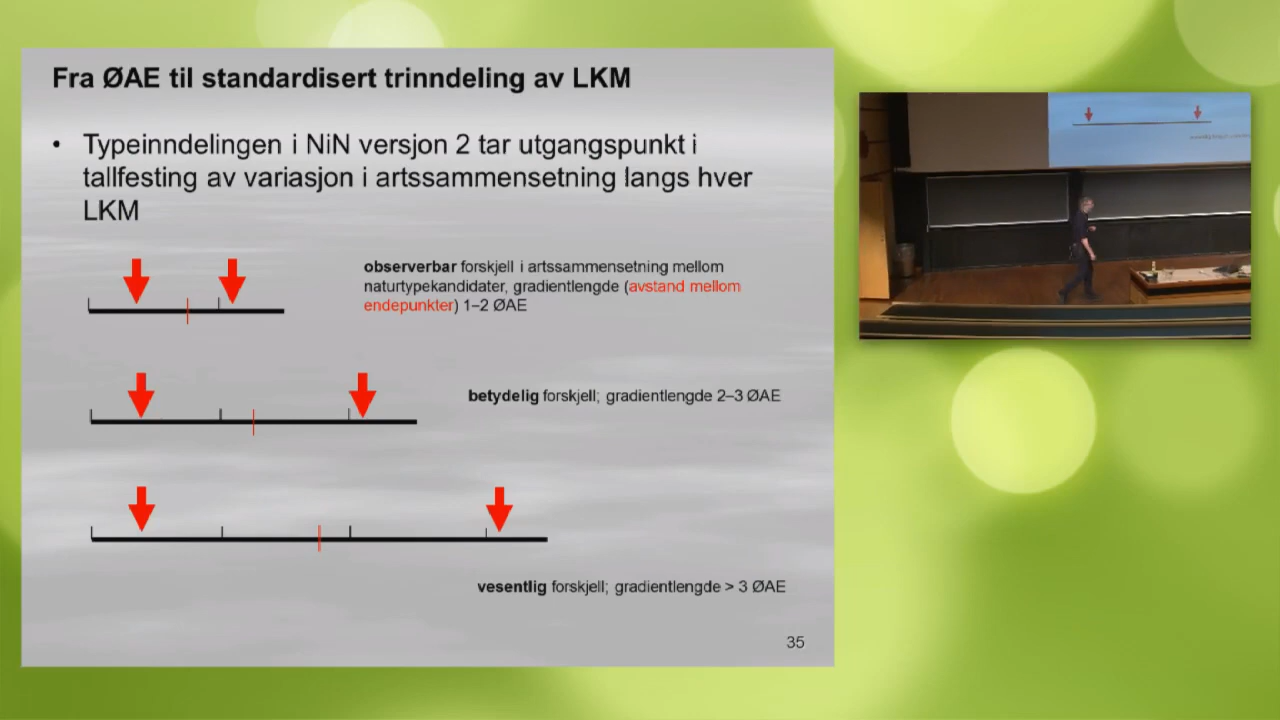 Fra ØAE til standardisert trinndeling av LKM
• Typeinndelingen i NiN versjon 2 tar utgangspunkt i
tallfesting av variasjon i artssammensetning langs hver
LKM
observerbar forskjell i artssammensetning mellom
naturtypekandidater, gradientlengde (avstand mellom
endepunkter) 1–2 ØAE
betydelig forskjell; gradientlengde 2–3 ØAE
vesentlig forskjell; gradientlengde > 3 ØAE
35